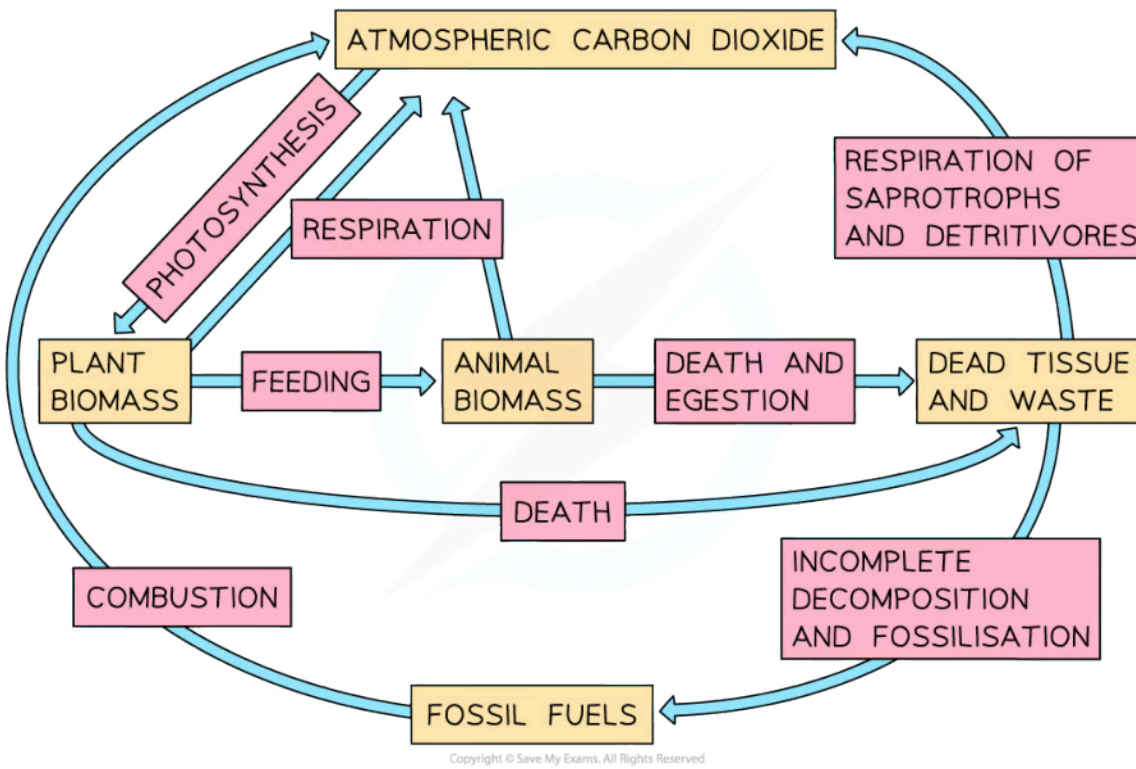 ATMOSPHERIC CARBON DIOXIDE
PHOTOSYNTHESIS
RESPIRATION
RESPIRATION OF
SAPROTROPHS
AND DETRITIVORES
PLANT
BIOMASS
FEEDING
ANIMAL
BIOMASS
DEATH AND
EGESTION
DEAD TISSUE
AND WASTE
DEATH
COMBUSTION
INCOMPLETE
DECOMPOSITION
AND FOSSILISATION
FOSSIL FUELS
Copyright © Save My Exams. All Rights Reserved